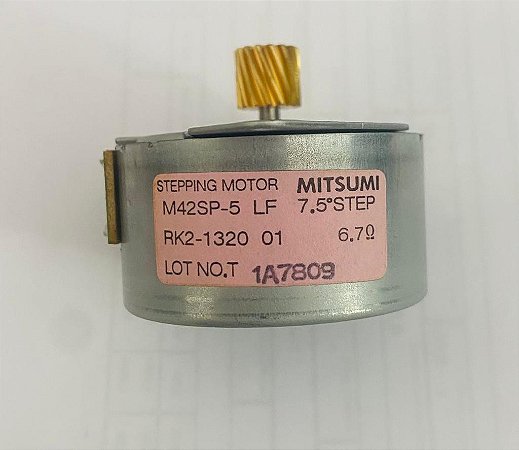 STEPPING MOTOR MITSUMI
M42SP-5 LF 7.5°STEP
RK2-1320 01 6.7Ω
LOT NO.T 1A7809